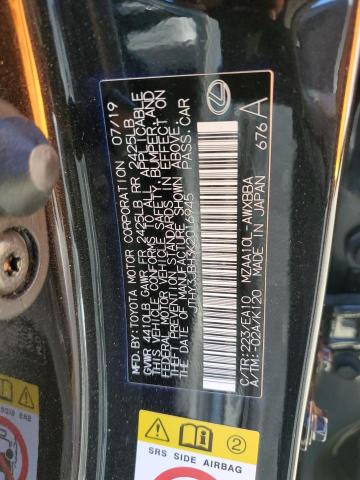 MFD.BY:TOYOTA MOTOR CORPORATION 07/19
GVWR 4410LB GAWR FR 2425LB RR 2425LB
THIS VEHICLE CONFORMS TO ALL APPLICABLE
FEDERAL MOTOR VEHICLE SAFETY, BUMPER, AND
THEFT PREVENTION STANDARDS IN EFFECT ON
THE DATE OF MANUFACTURE SHOWN ABOVE.
PASS.CAR
C/TR:223/EA10 MZAA10L-AWXBBA
A/TM:-02A/K120 MADE IN JAPAN
676 A
SRS SIDE AIRBAG
2